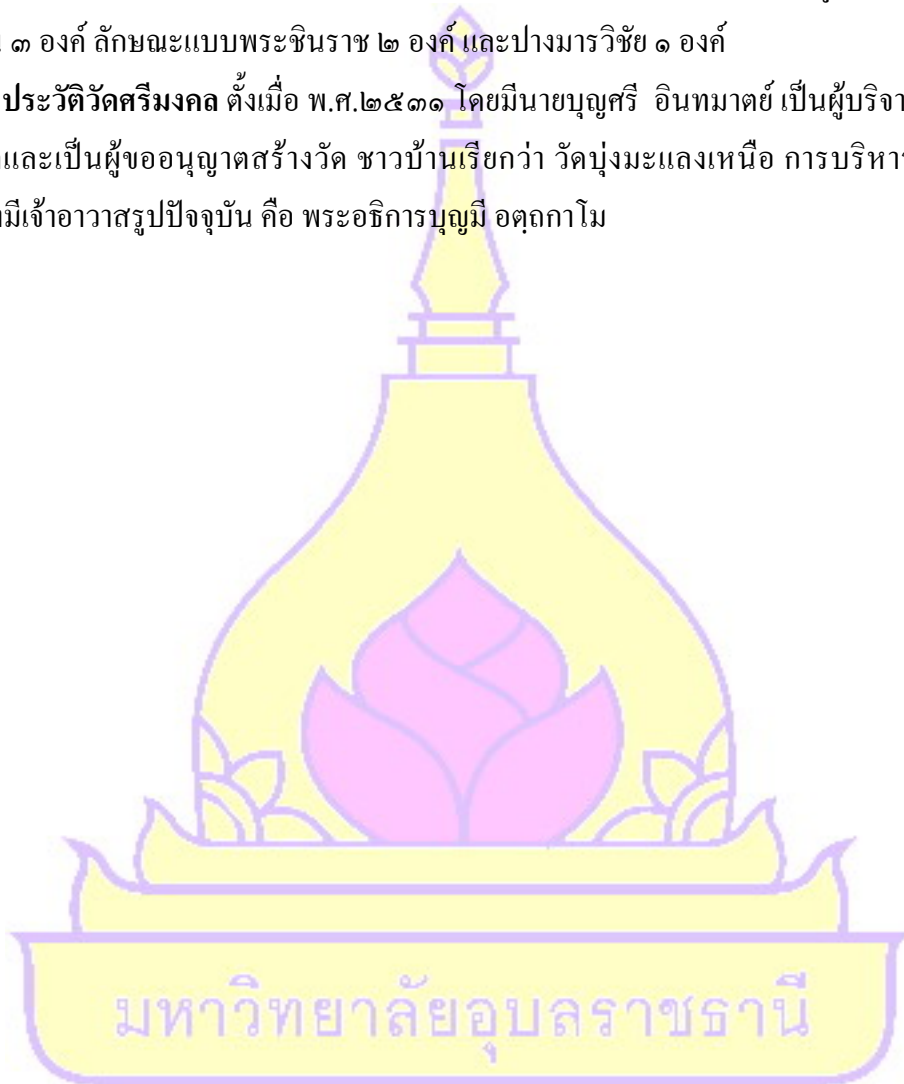 ๓ องค์ ลักษณะแบบพระชินราช ๒ องค์ และปางมารวิชัย ๑ องค์
ประวัติวัดศรีมงคล ตั้งเมื่อ พ.ศ.๒๕๓๑ โดยมีนายบุญศรี อินทมาตย์ เป็นผู้บริจา
และเป็นผู้ขออนุญาตสร้างวัด ชาวบ้านเรียกว่า วัดบุ่งมะแลงเหนือ การบริหาร
มีเจ้าอาวาสรูปปัจจุบัน คือ พระอธิการบุญมี อตฺถกาโม
มหาวิทยาลัยอุบลราชธานี